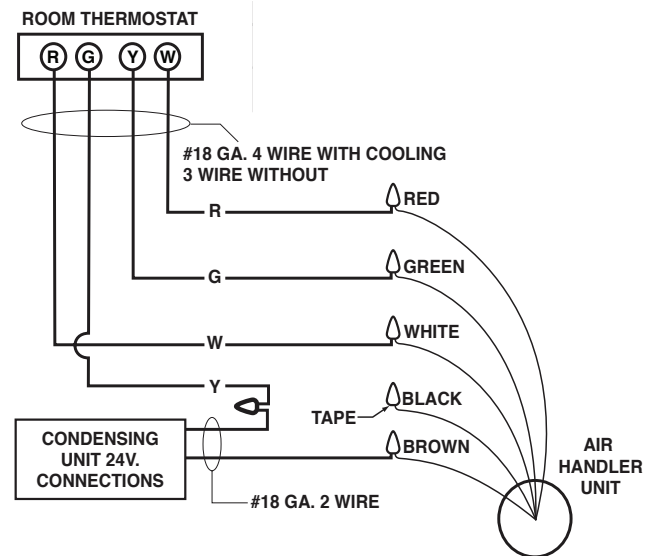 ROOM THERMOSTAT
R G Y W
#18 GA. 4 WIRE WITH COOLING
3 WIRE WITHOUT
R
RED
G
GREEN
W
WHITE
Y
BLACK
TAPE
BROWN
CONDENSING
UNIT 24V.
CONNECTIONS
#18 GA. 2 WIRE
AIR
HANDLER
UNIT